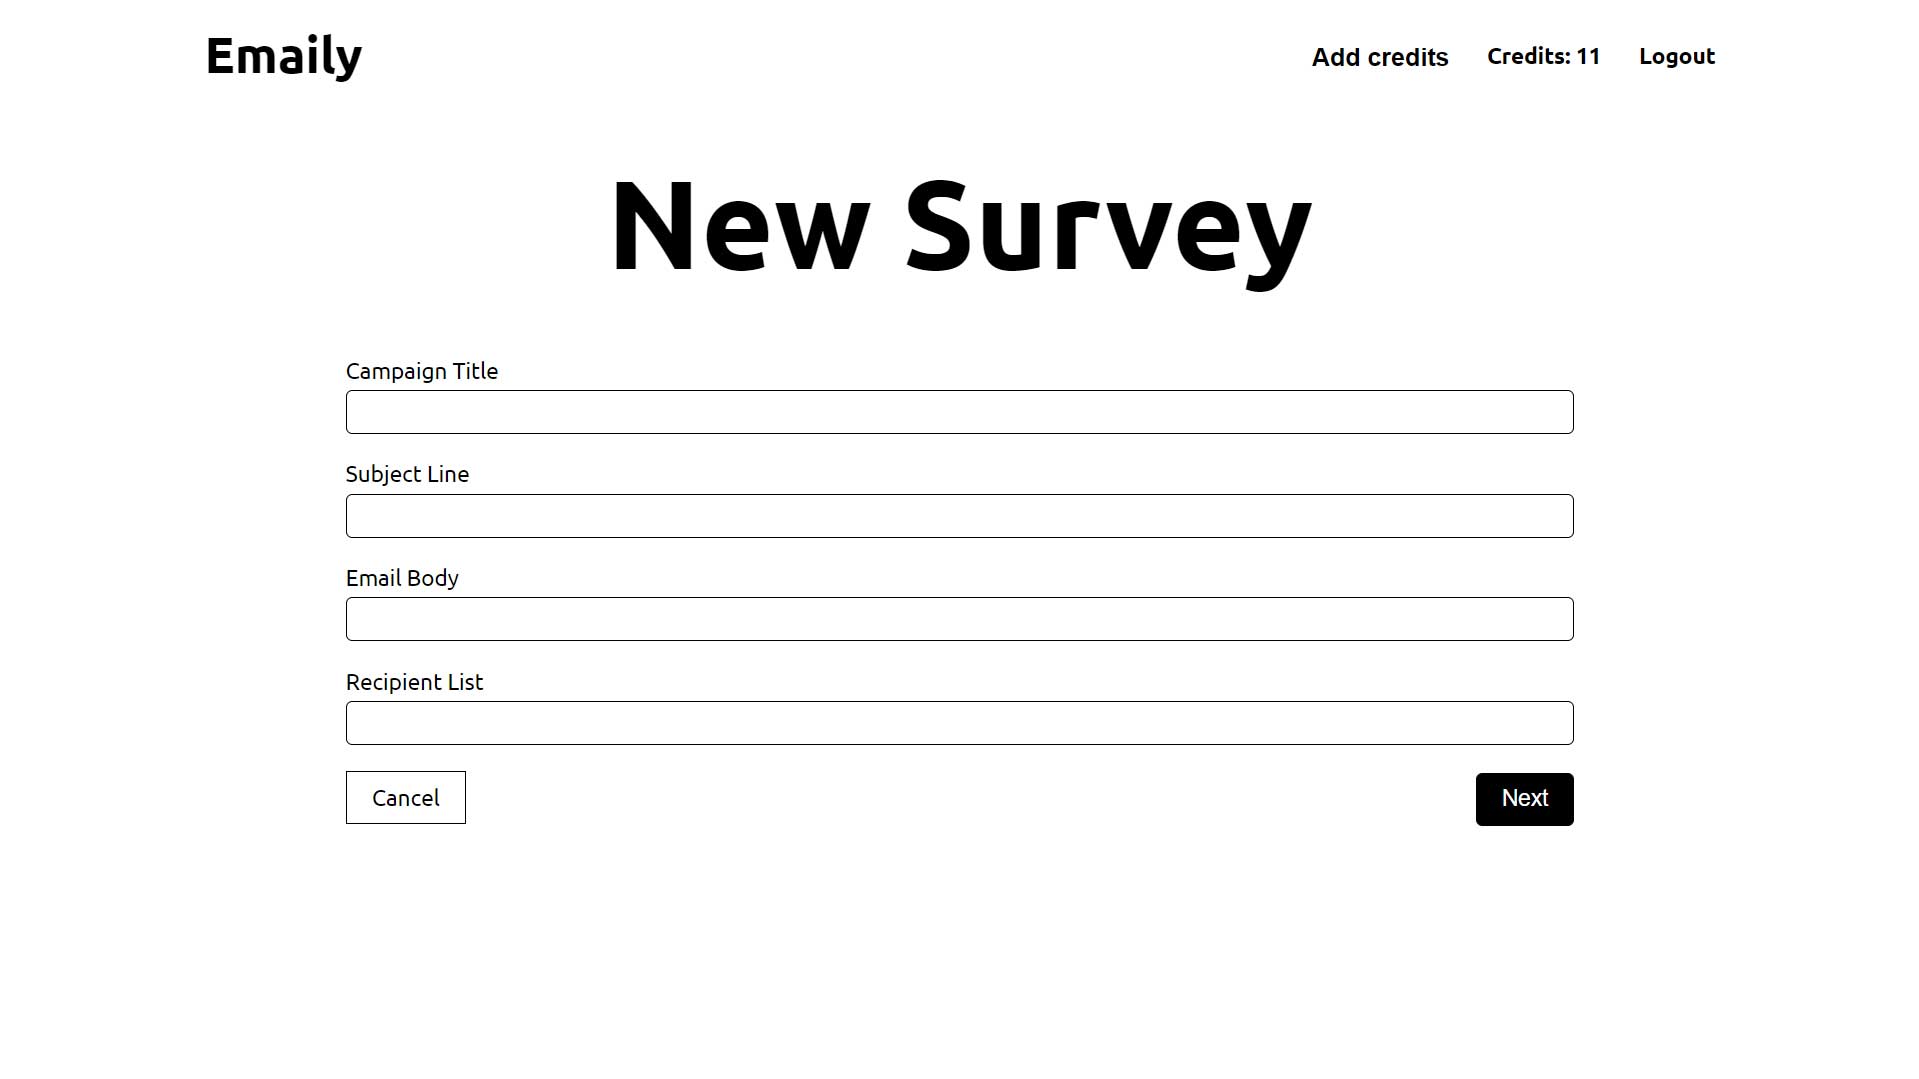 Emaily
Add credits Credits: 11 Logout
New Survey
Campaign Title
Subject Line
Email Body
Recipient List
Cancel
Next